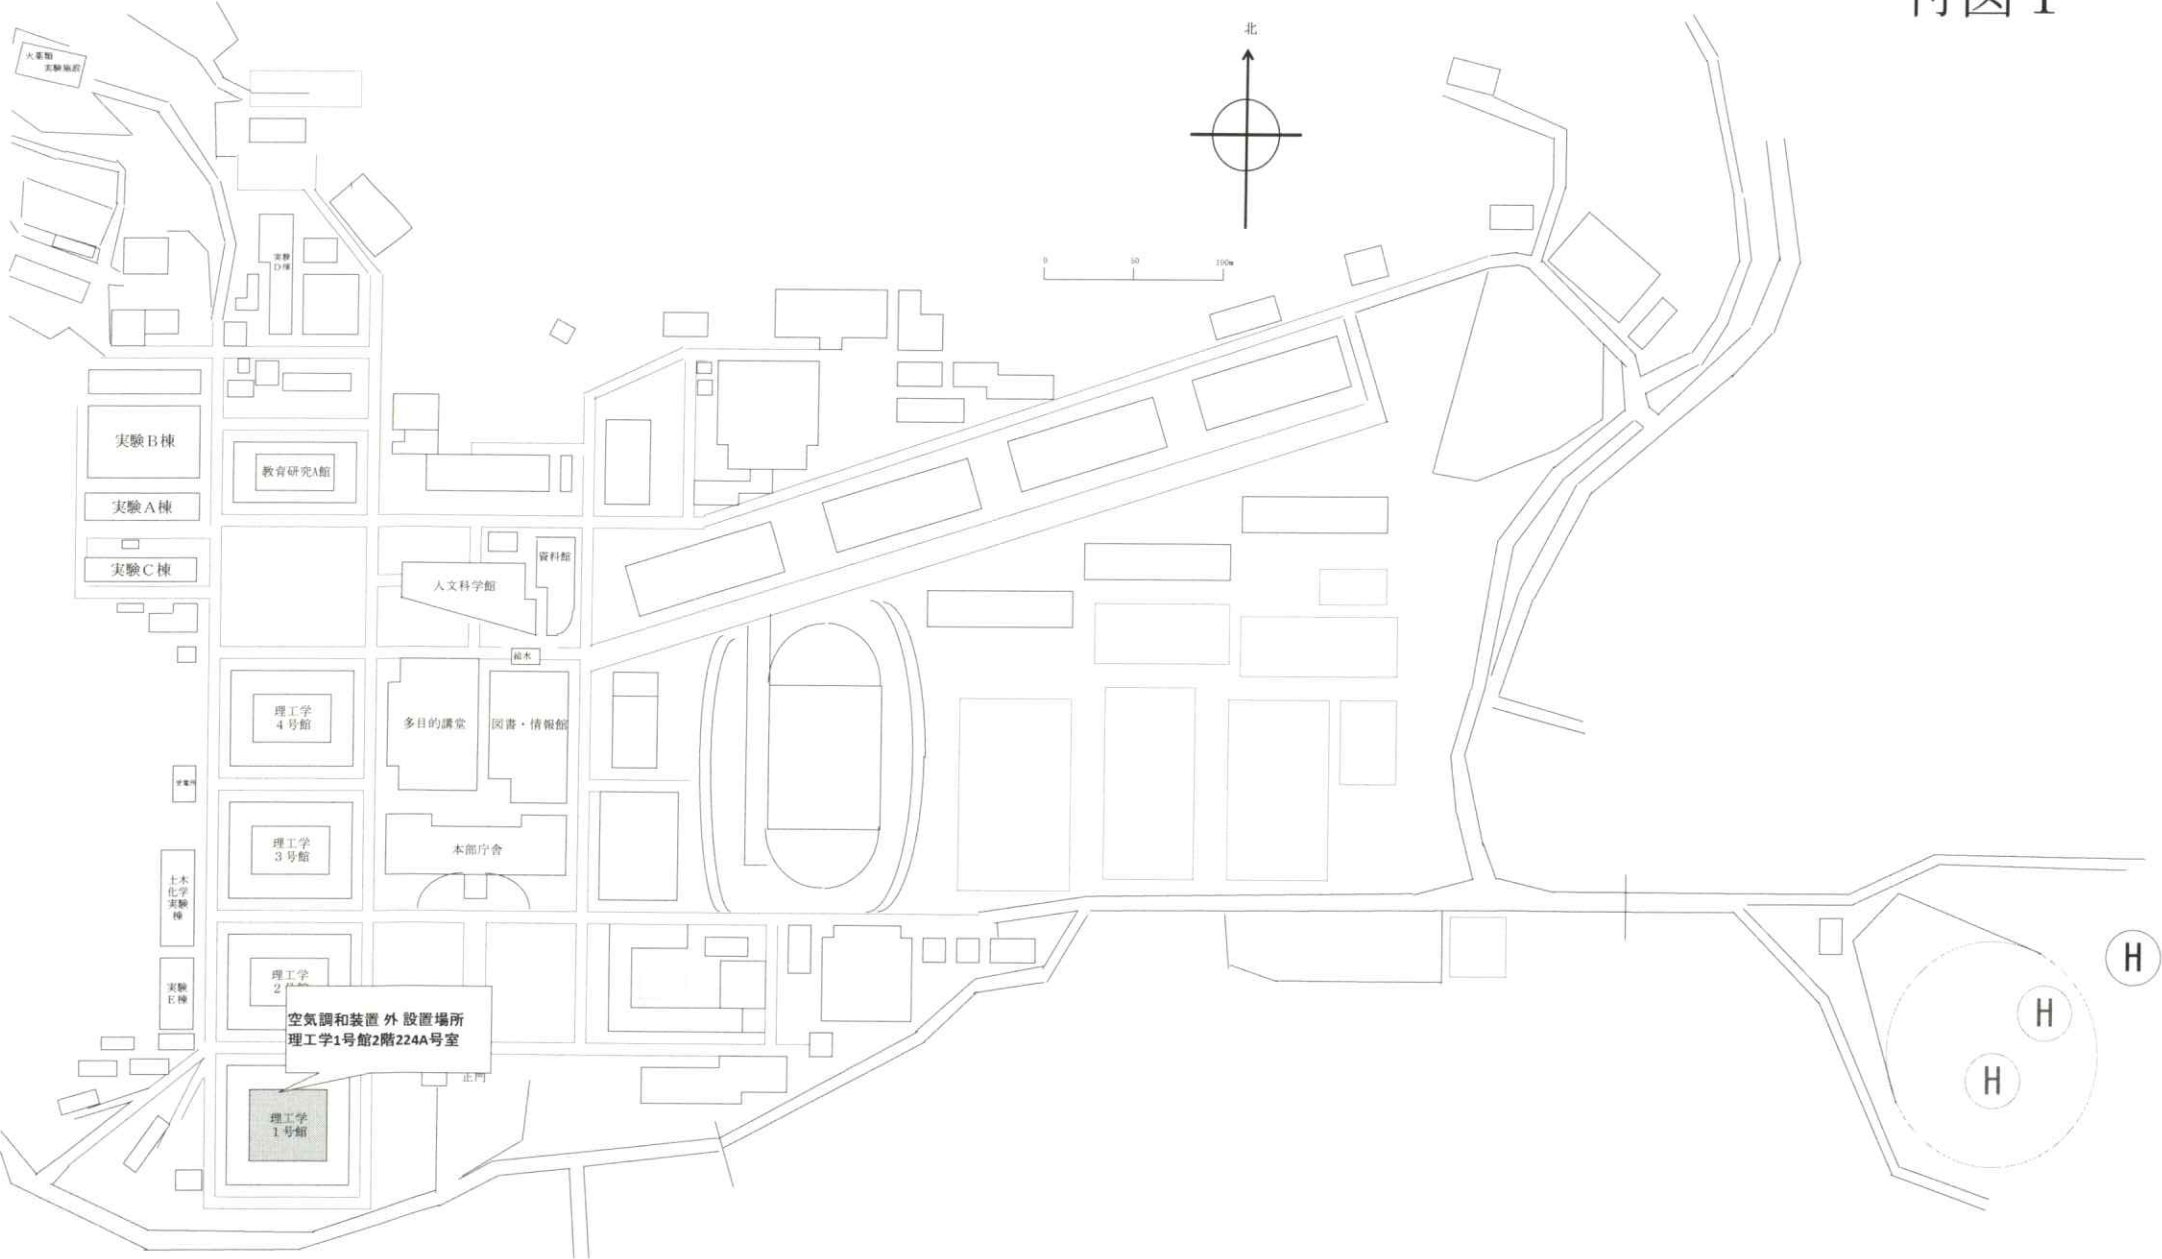 付図1
北
火薬類
実験施設
実験
D棟
0 50 100m
実験B棟
教育研究A館
実験A棟
資料館
実験C棟
人文科学館
給水
理工学
4号館
多目的講堂
図書・情報館
受電所
理工学
3号館
本部庁舎
土木
化学
実験
棟
理工学
2号館
実験
E棟
空気調和装置 外 設置場所
理工学1号館2階224A号室
正門
理工学
1号館
H
H
H